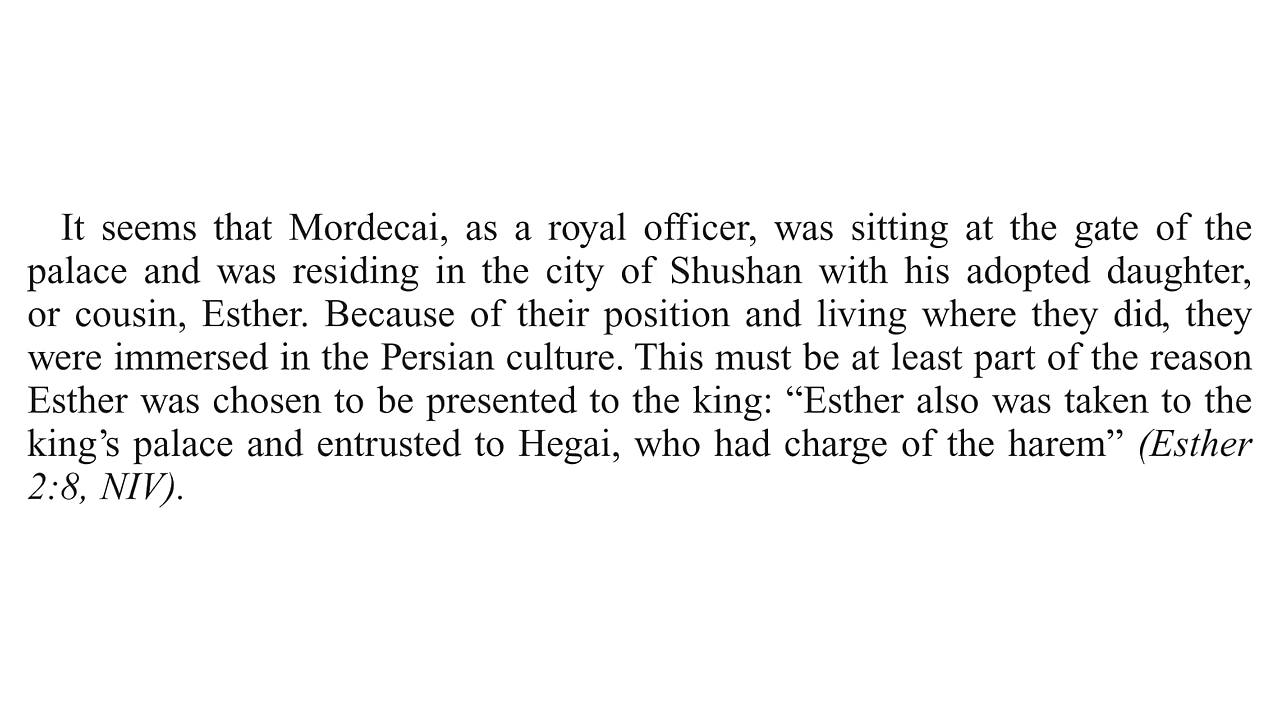 It seems that Mordecai, as a royal officer, was sitting at the gate of the
palace and was residing in the city of Shushan with his adopted daughter,
or cousin, Esther. Because of their position and living where they did, they
were immersed in the Persian culture. This must be at least part of the reason
Esther was chosen to be presented to the king: “Esther also was taken to the
king’s palace and entrusted to Hegai, who had charge of the harem” (Esther
2:8, NIV).